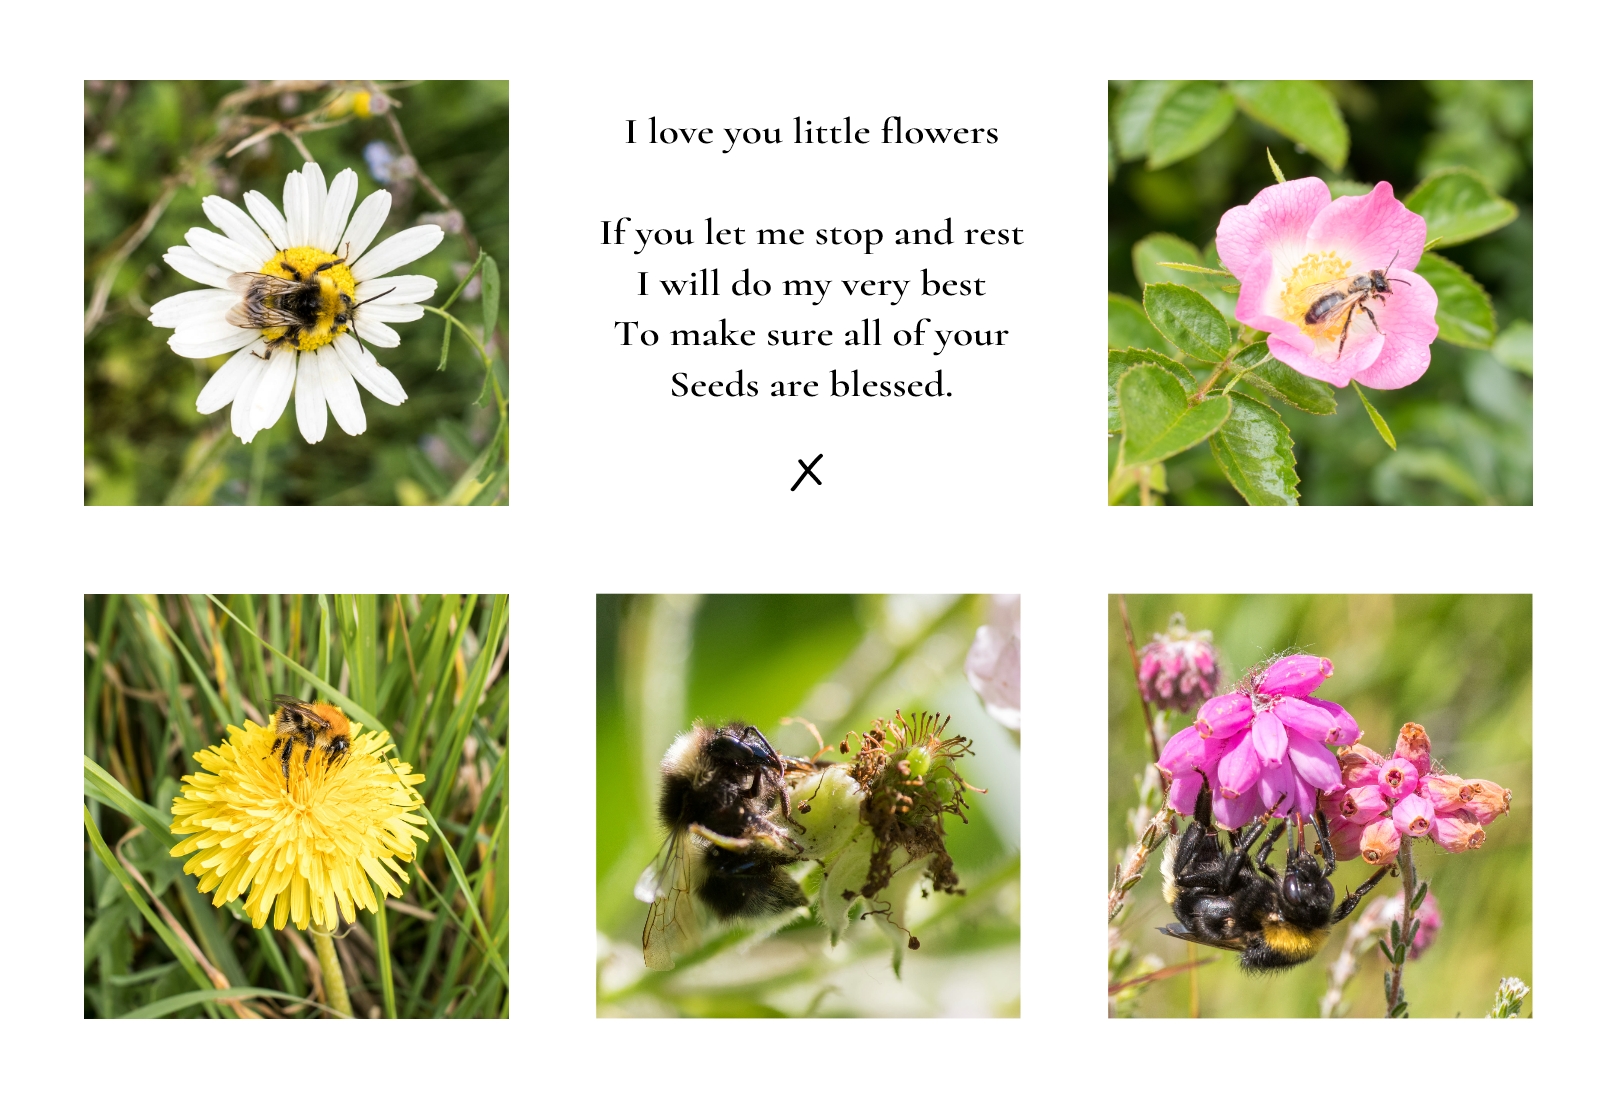 I love you little flowers
If you let me stop and rest
I will do my very best
To make sure all of your
Seeds are blessed.
X